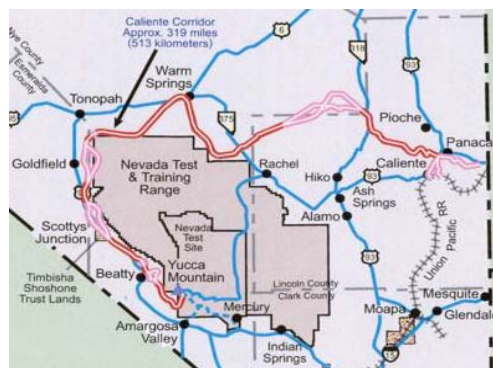 Caliente Corridor
Approx. 319 miles
(513 kilometers)
6
318
93
Nye County
Esmeralda
County
Warm
Springs
Tonopah
375
Pioche
Panaca
Goldfield
Nevada Test
& Training
Range
Rachel
Caliente
Hiko
93
Ash
Springs
Alamo
Scottys
Junction
Nevada
Test
Site
RR
Pacific
Union
93
Timbisha
Shoshone
Trust Lands
Beatty
Yucca
Mountain
Lincoln County
Clark County
Mercury
Mesquite
Moapa
Glendale
Amargosa
Valley
Indian
Springs
15